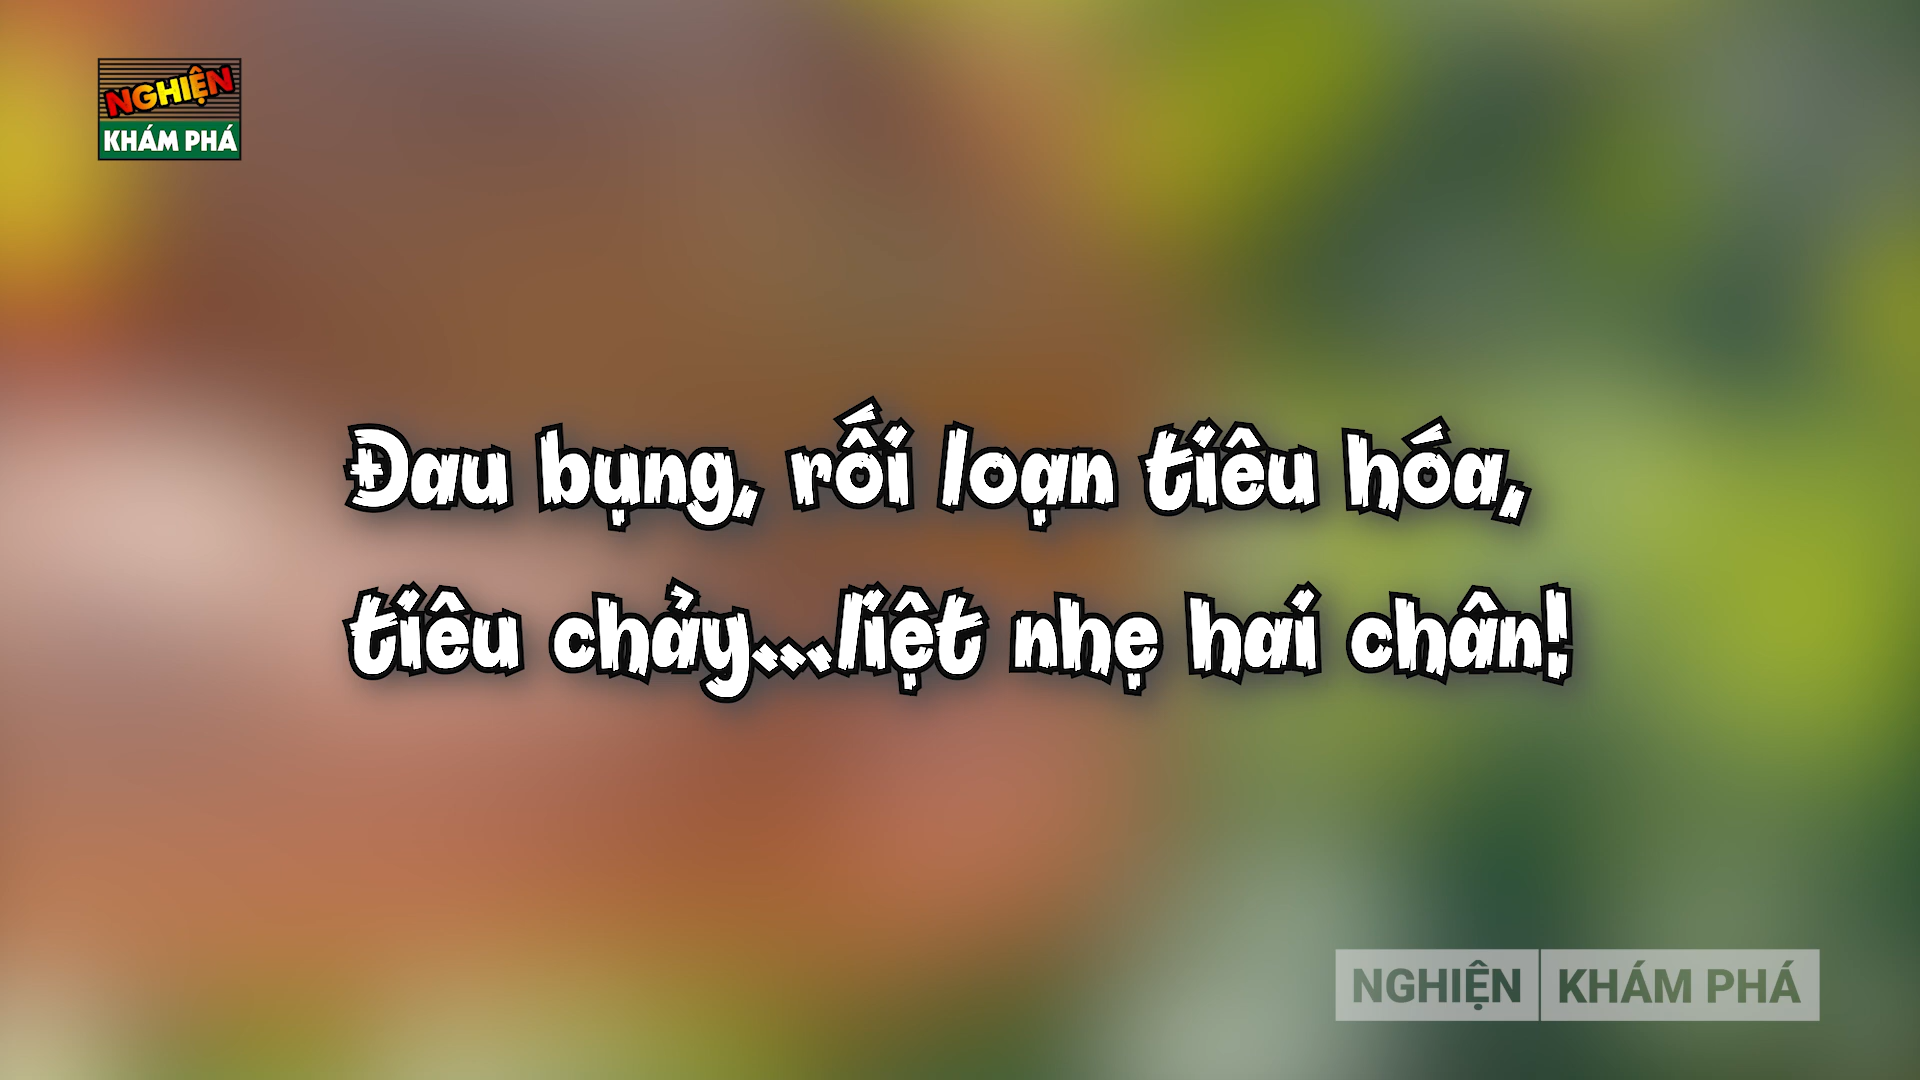 NGHIỆN
KHÁM PHÁ
Đau bụng, rối loạn tiêu hóa,
tiêu chảy...liệt nhẹ hai chân!
NGHIỆN KHÁM PHÁ